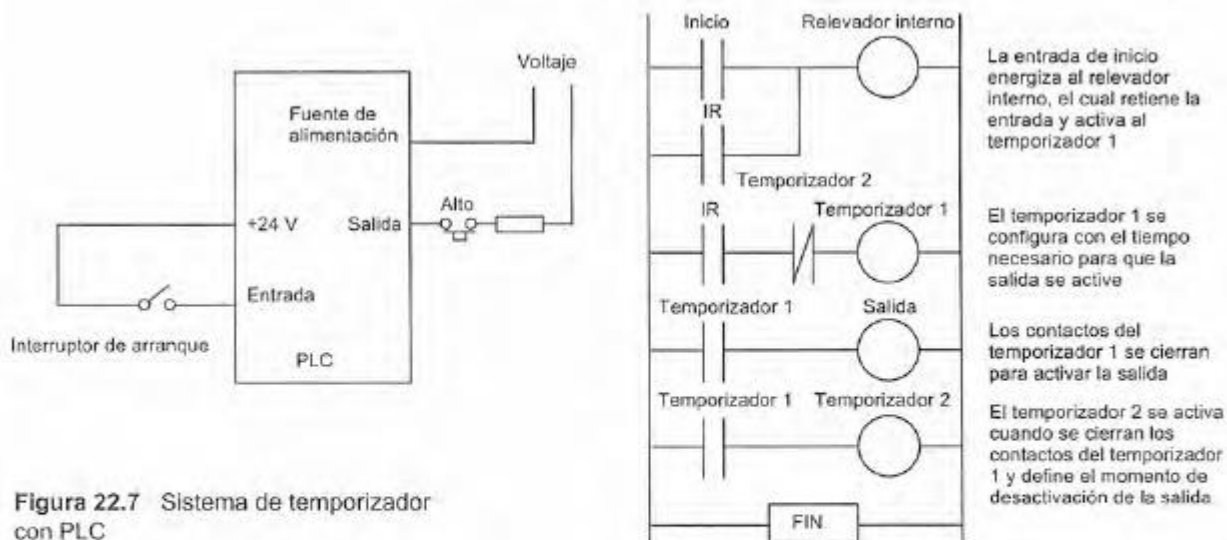 Voltaje
Fuente de
alimentación
+24 V
Salida
Alto
Entrada
Interruptor de arranque
PLC
Figura 22.7 Sistema de temporizador
con PLC
Inicio
Relevador interno
IR
Temporizador 2
IR
Temporizador 1
Temporizador 1
Salida
Temporizador 1
Temporizador 2
FIN
La entrada de inicio
energiza al relevador
interno, el cual retiene la
entrada y activa al
temporizador 1
El temporizador 1 se
configura con el tiempo
necesario para que la
salida se active
Los contactos del
temporizador 1 se cierran
para activar la salida
El temporizador 2 se activa
cuando se cierran los
contactos del temporizador
1 y define el momento de
desactivación de la salida